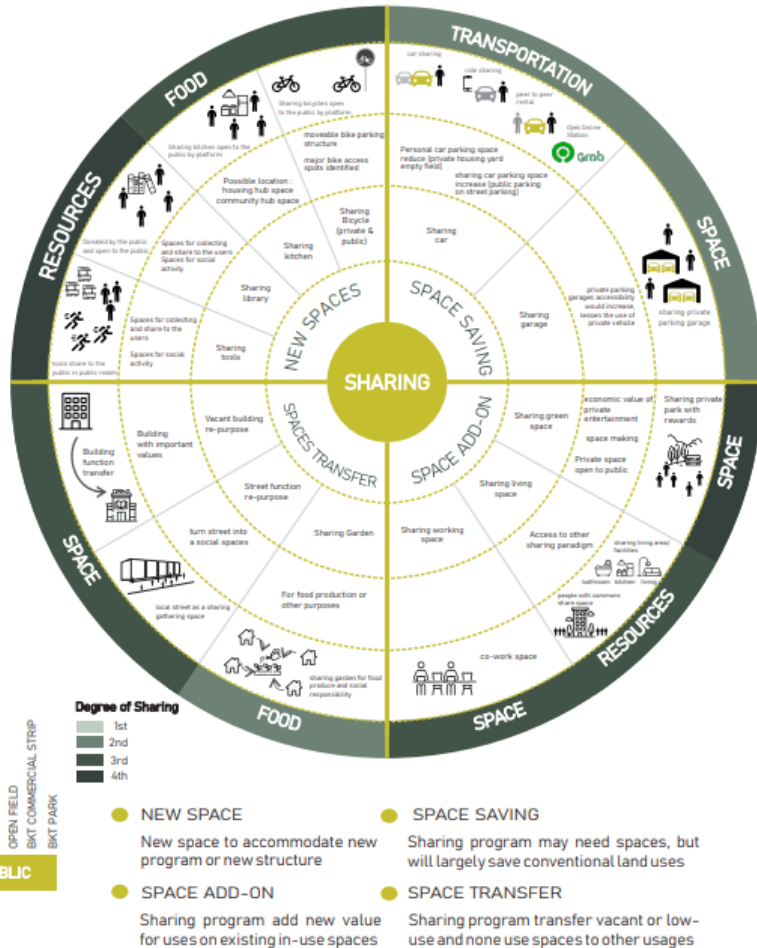 TRANSPORTATION
car sharing
ride sharing
peer to peer
rental
Ojek Online
Station
Grab
Personal car parking space
reduce (private housing yard
empty field)
sharing car parking space
increase (public parking
on street parking)
Sharing
car
SPACE SAVING
SPACE
sharing private
parking garage
private parking
garages accessibility
would increase,
lessen the use of
private vehicle
Sharing
garage
FOOD
Sharing bicycles open
to the public by platform
moveable bike parking
structure
major bike access
spots identified
Sharing
Bicycle
(private &
public)
Sharing kitchen open to the
public by platform
Possible location :
housing hub space
community hub space
Sharing
kitchen
NEW SPACES
RESOURCES
Donated by the public
and open to the public
Spaces for collecting
and share to the users
Spaces for social
activity
Sharing
library
tools share to the
public in public realm
Spaces for collecting
and share to the
users
Spaces for social
activity
Sharing
tools
SHARING
SPACES TRANSFER
Vacant building
re-purpose
Building
with important
values
Building
function
transfer
SPACE
Street function
re-purpose
turn street into
a social spaces
local street as a sharing
gathering space
Sharing Garden
For food production or
other purposes
sharing garden for food
produce and social
responsibility
FOOD
SPACE ADD-ON
Sharing green
space
economic value of
private
entertainment
space making
Private space
open to public
Sharing private
park with
rewards
SPACE
Sharing living
space
Access to other
sharing paradigm
sharing living area/
facilities
bathroom kitchen living
people with commons
share space
RESOURCES
Sharing working
space
co-work space
SPACE
Degree of Sharing
1st
2nd
3rd
4th
OPEN FIELD
BKT COMMERCIAL STRIP
BKT PARK
BLIC
NEW SPACE
New space to accommodate new
program or new structure
SPACE SAVING
Sharing program may need spaces, but
will largely save conventional land uses
SPACE ADD-ON
Sharing program add new value
for uses on existing in-use spaces
SPACE TRANSFER
Sharing program transfer vacant or low-
use and none use spaces to other usages